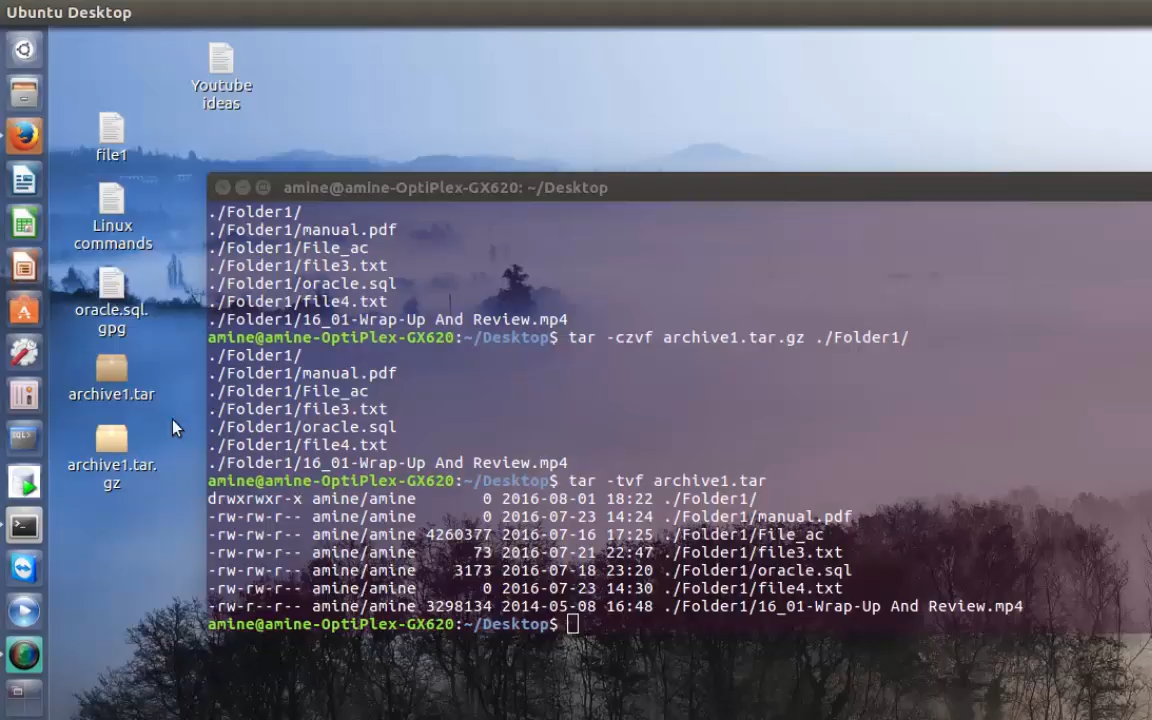 Ubuntu Desktop
Youtube
ideas
file1
Linux
commands
oracle.sql.
gpg
archive1.tar
archive1.tar.
gz
amine@amine-OptiPlex-GX620: ~/Desktop
./Folder1/
./Folder1/manual.pdf
./Folder1/File_ac
./Folder1/file3.txt
./Folder1/oracle.sql
./Folder1/file4.txt
./Folder1/16_01-Wrap-Up And Review.mp4
amine@amine-OptiPlex-GX620:~/Desktop$ tar -czvf archive1.tar.gz ./Folder1/
./Folder1/
./Folder1/manual.pdf
./Folder1/File_ac
./Folder1/file3.txt
./Folder1/oracle.sql
./Folder1/file4.txt
./Folder1/16_01-Wrap-Up And Review.mp4
amine@amine-OptiPlex-GX620:~/Desktop$ tar -tvf archive1.tar
drwxrwxr-x amine/amine       0 2016-08-01 18:22 ./Folder1/
-rw-rw-r-- amine/amine       0 2016-07-23 14:24 ./Folder1/manual.pdf
-rw-rw-r-- amine/amine 4260377 2016-07-16 17:25 ./Folder1/File_ac
-rw-rw-r-- amine/amine      73 2016-07-21 22:47 ./Folder1/file3.txt
-rw-rw-r-- amine/amine    3173 2016-07-18 23:20 ./Folder1/oracle.sql
-rw-rw-r-- amine/amine       0 2016-07-23 14:30 ./Folder1/file4.txt
-rw-r--r-- amine/amine 3298134 2014-05-08 16:48 ./Folder1/16_01-Wrap-Up And Review.mp4
amine@amine-OptiPlex-GX620:~/Desktop$